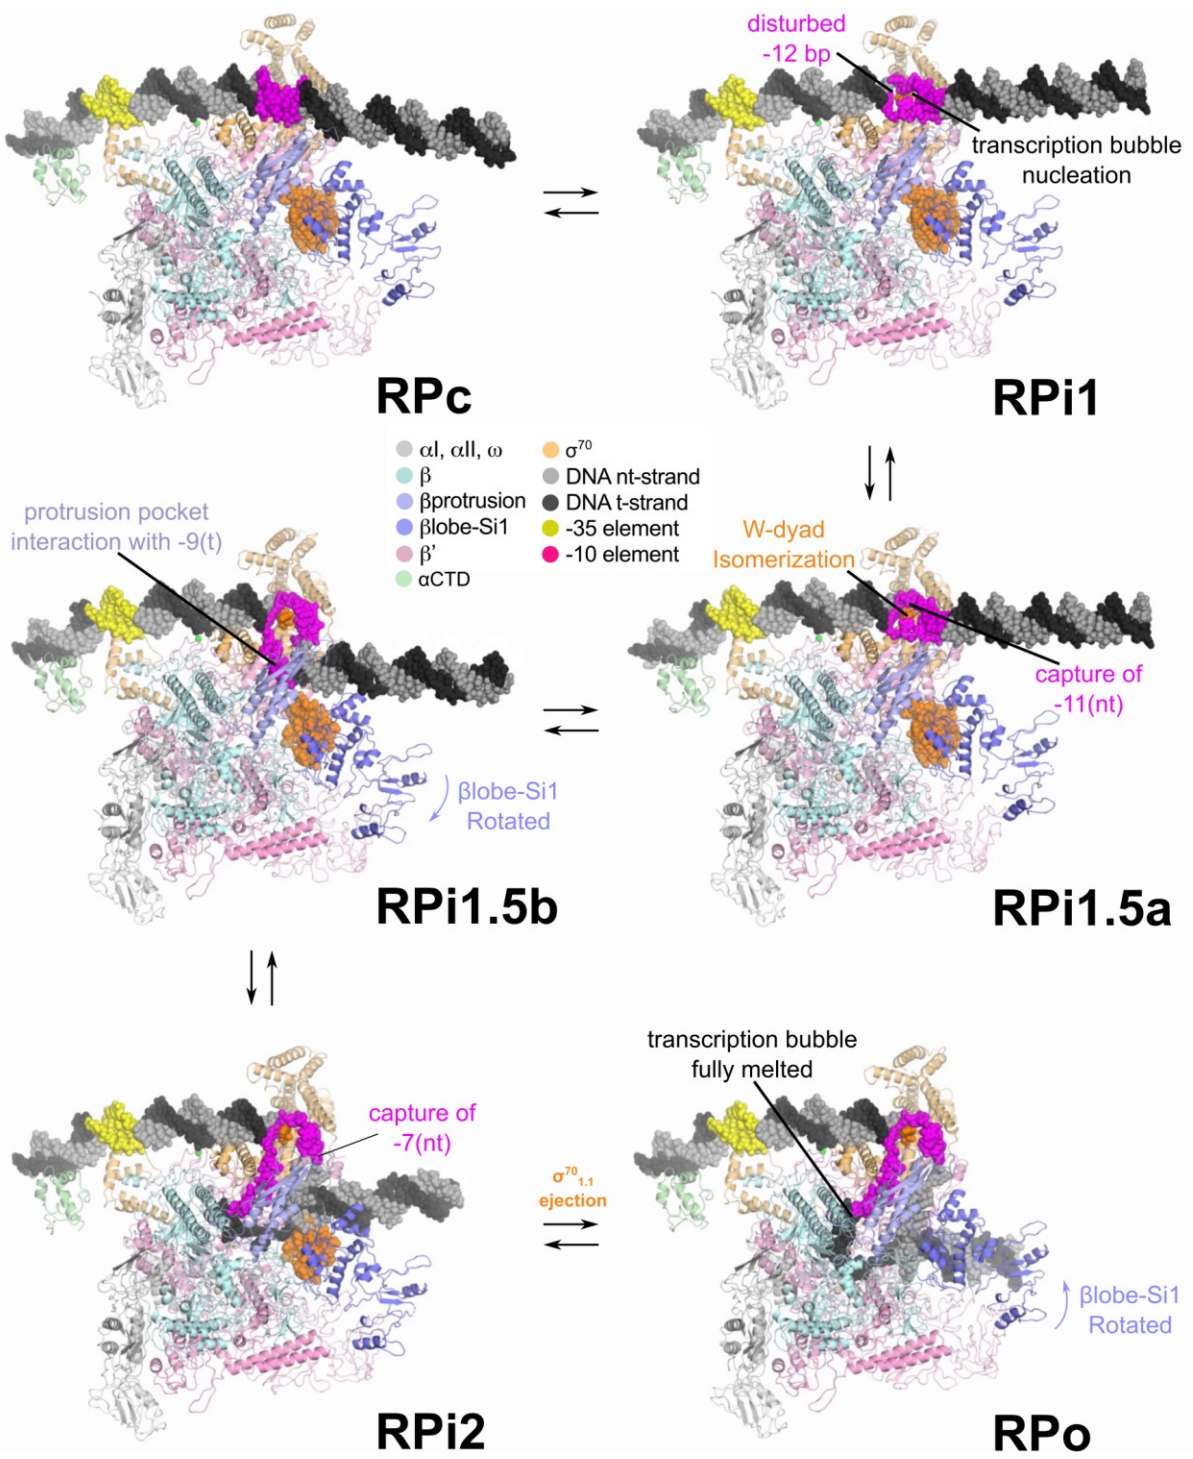 disturbed
-12 bp
transcription bubble
nucleation
RPc
RPi1
αI, αII, ω
β
βprotrusion
βlobe-Si1
β'
αCTD
σ70
DNA nt-strand
DNA t-strand
-35 element
-10 element
protrusion pocket
interaction with -9(t)
βlobe-Si1
Rotated
RPi1.5b
W-dyad
Isomerization
capture of
-11(nt)
RPi1.5a
capture of
-7(nt)
RPi2
σ70 1.1
ejection
transcription bubble
fully melted
βlobe-Si1
Rotated
RPo